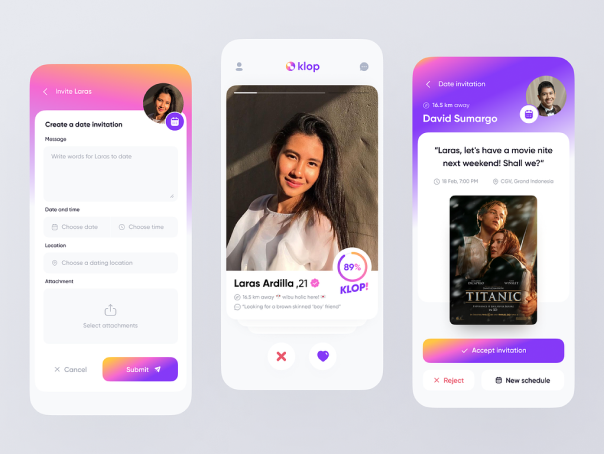 Invite Laras
Create a date invitation
Message
Write words for Laras to date
Date and time
Choose date
Choose time
Location
Choose a dating location
Attachment
Select attachments
Cancel
Submit
klop
89%
KLOP!
Laras Ardilla ,21
16.5 km away
wibu holic here!
"Looking for a brown skinned 'boy' friend"
Date invitation
16.5 km away
David Sumargo
"Laras, let's have a movie nite
next weekend! Shall we?"
16 Feb, 7:00 PM
CGV, Grand Indonesia
TITANIC
Accept invitation
Reject
New schedule